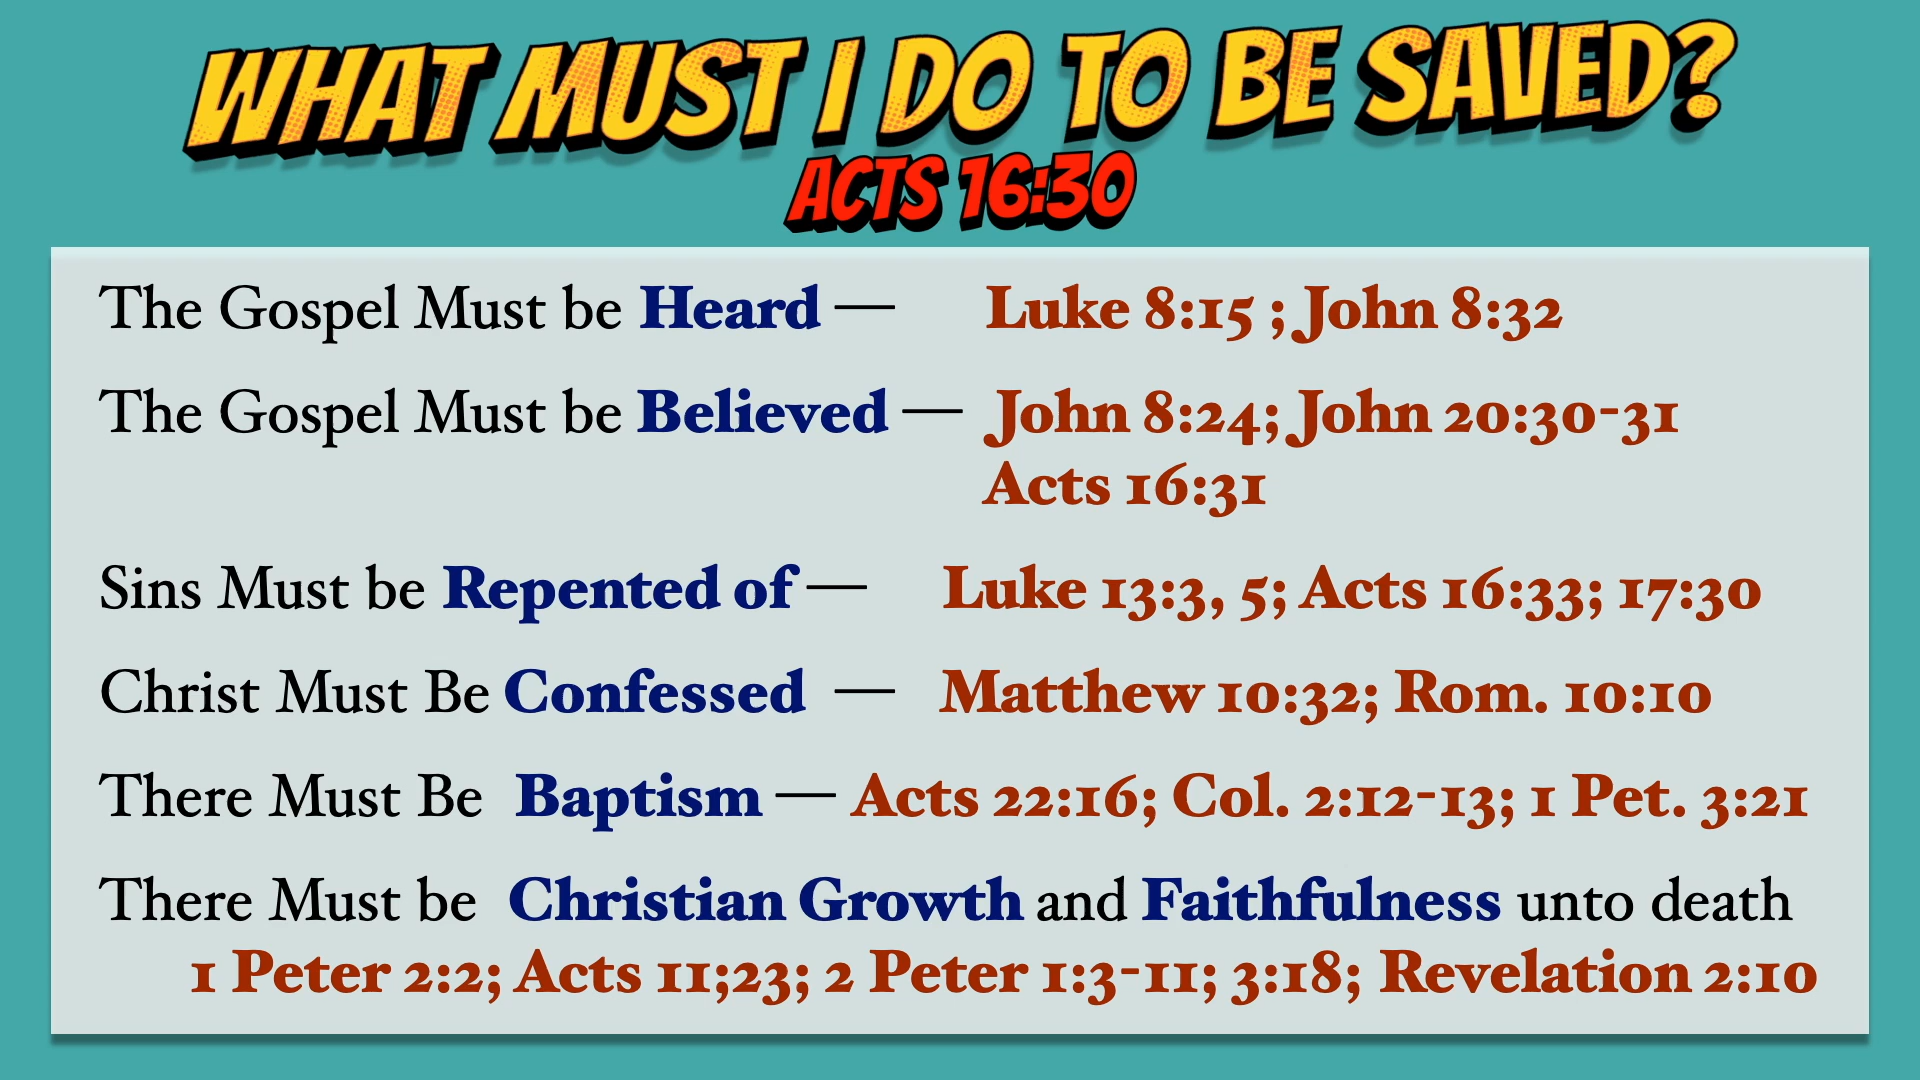 WHAT MUST I DO TO BE SAVED?
ACTS 16:30
The Gospel Must be Heard — Luke 8:15 ; John 8:32
The Gospel Must be Believed — John 8:24; John 20:30-31
Acts 16:31
Sins Must be Repented of — Luke 13:3, 5; Acts 16:33; 17:30
Christ Must Be Confessed — Matthew 10:32; Rom. 10:10
There Must Be Baptism — Acts 22:16; Col. 2:12-13; 1 Pet. 3:21
There Must be Christian Growth and Faithfulness unto death
1 Peter 2:2; Acts 11;23; 2 Peter 1:3-11; 3:18; Revelation 2:10